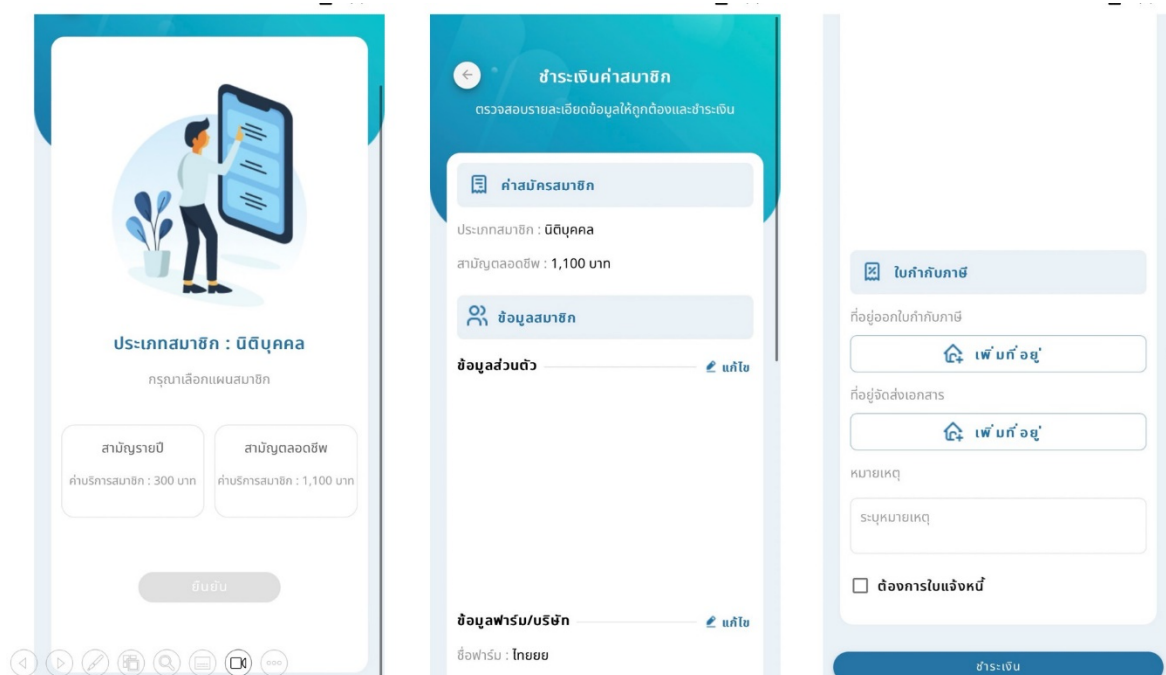 ประเภทสมาชิก : นิติบุคคล
กรุณาเลือกแผนสมาชิก
สามัญรายปี
ค่าบริการสมาชิก : 300 บาท
สามัญตลอดชีพ
ค่าบริการสมาชิก : 1,100 บาท
ยืนยัน
ชำระเงินค่าสมาชิก
ตรวจสอบรายละเอียดข้อมูลให้ถูกต้องและชำระเงิน
ค่าสมัครสมาชิก
ประเภทสมาชิก : นิติบุคคล
สามัญตลอดชีพ : 1,100 บาท
ข้อมูลสมาชิก
ข้อมูลส่วนตัว
แก้ไข
ข้อมูลฟาร์ม/บริษัท
แก้ไข
ชื่อฟาร์ม : ไทยยย
ใบกำกับภาษี
ที่อยู่ออกใบกำกับภาษี
เพิ่มที่อยู่
ที่อยู่จัดส่งเอกสาร
เพิ่มที่อยู่
หมายเหตุ
ระบุหมายเหตุ
ต้องการใบแจ้งหนี้
ชำระเงิน